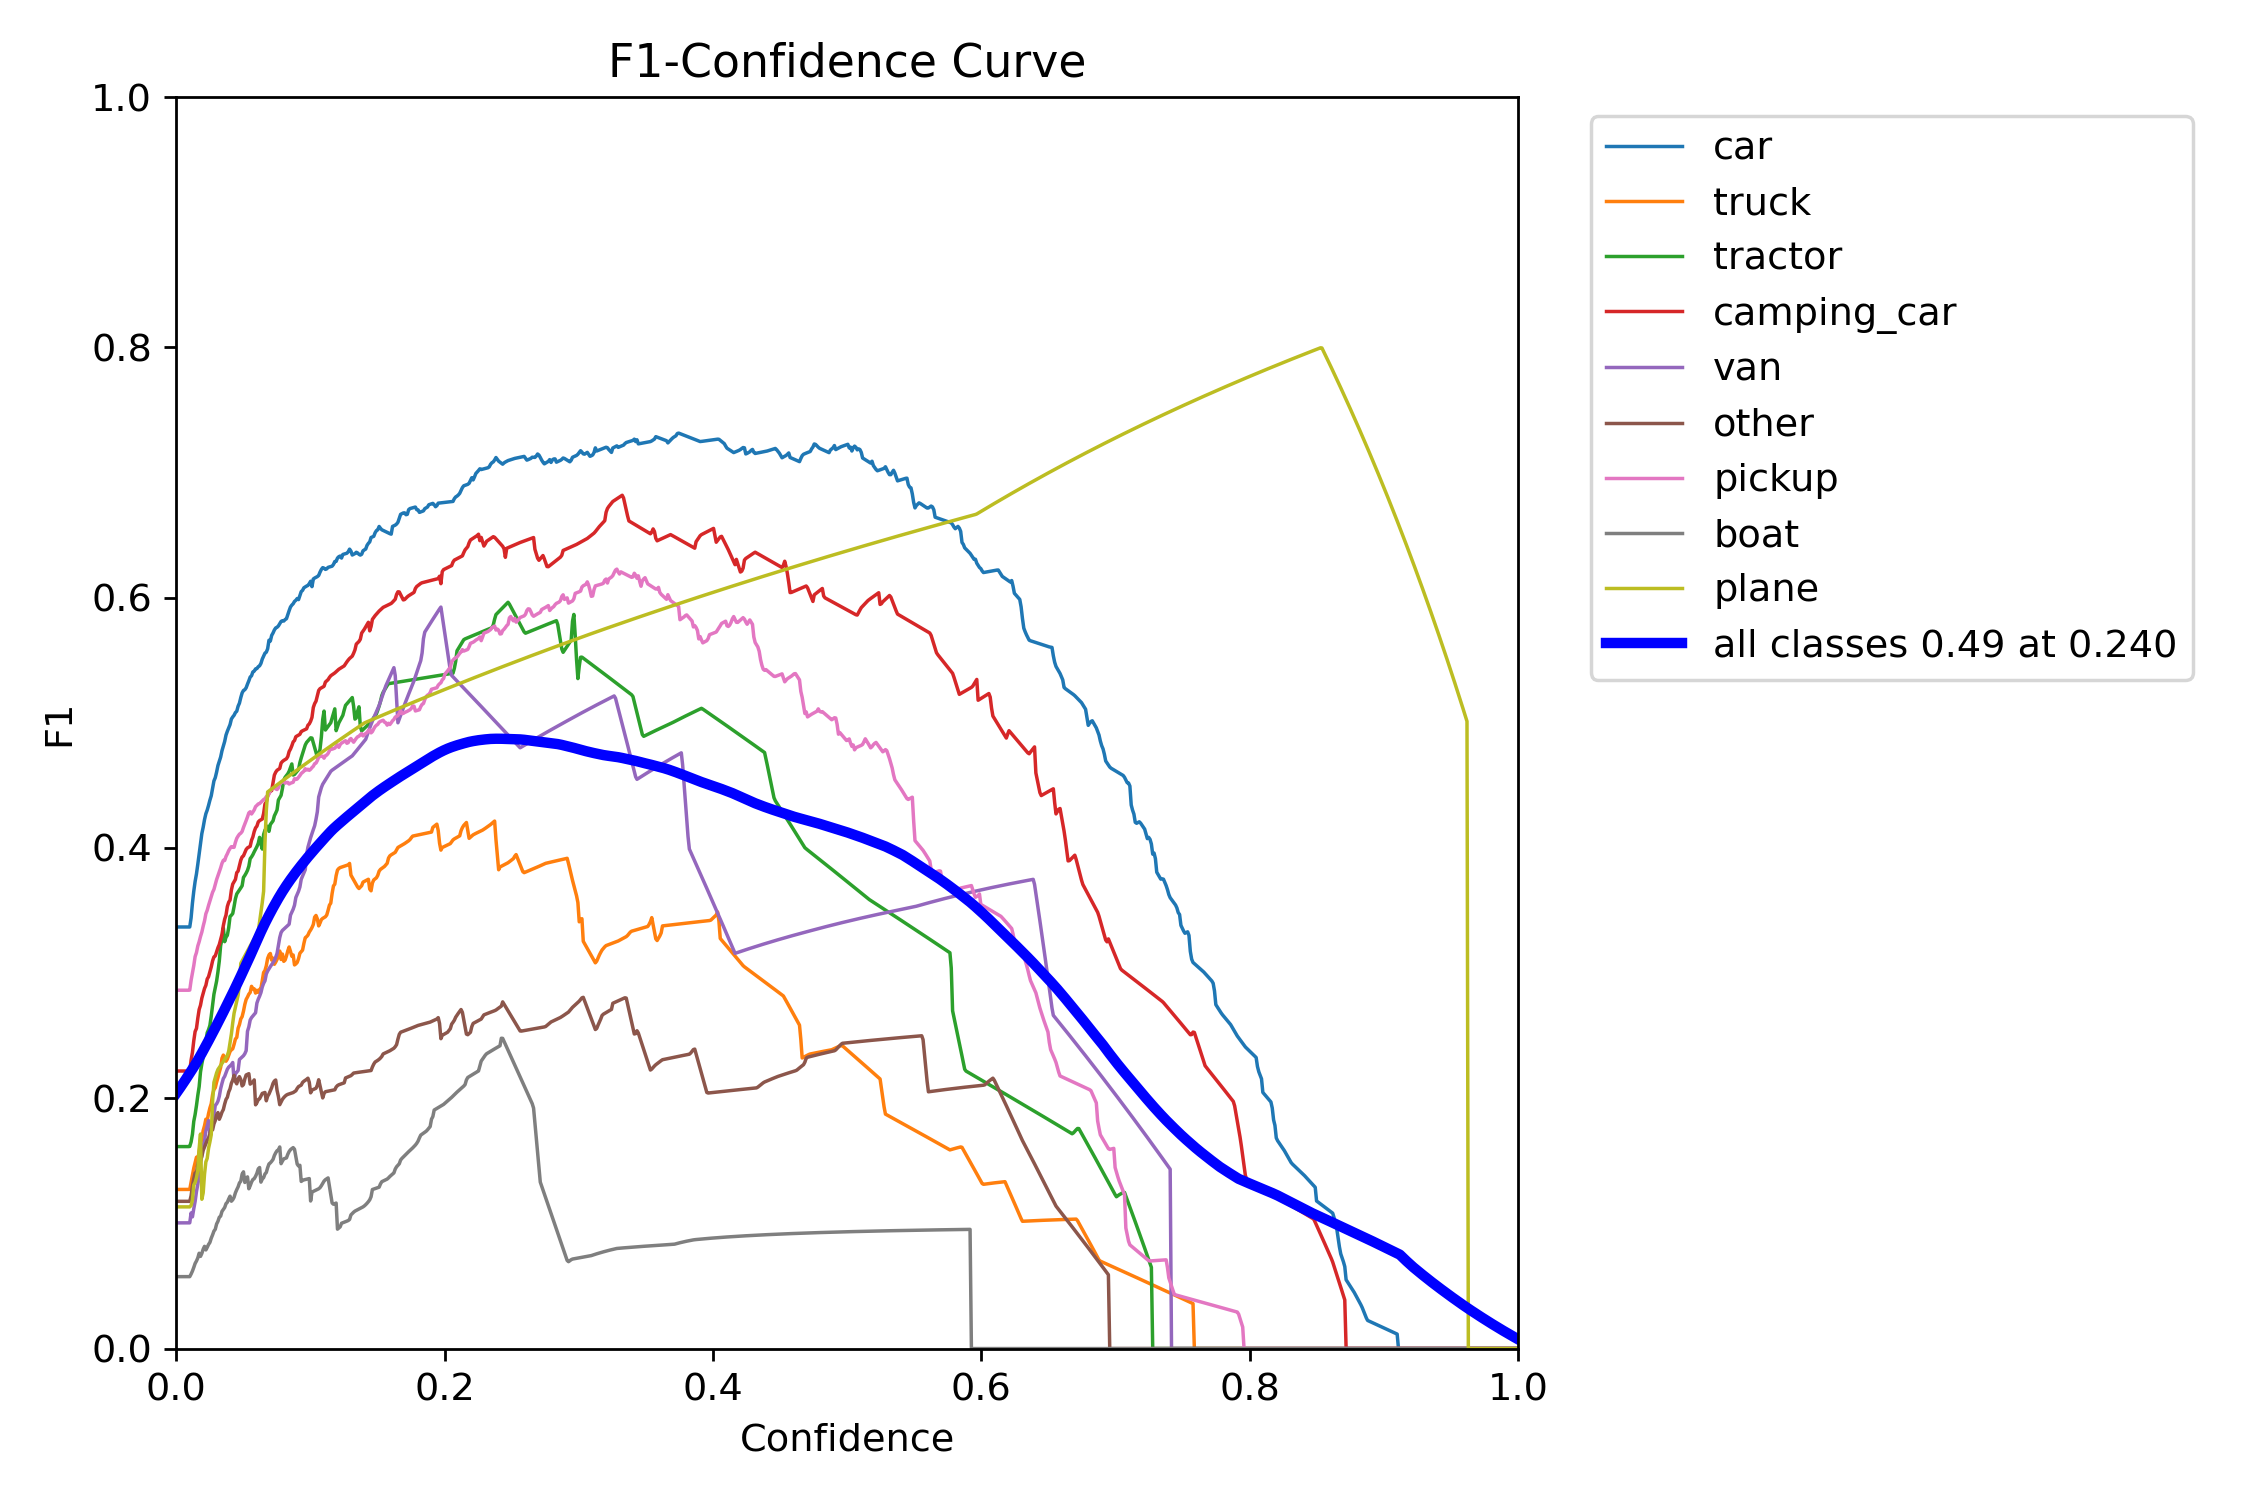 F1-Confidence Curve
1.0
0.8
0.6
0.4
0.2
0.0
F1
0.0 0.2 0.4 0.6 0.8 1.0
Confidence
car
truck
tractor
camping_car
van
other
pickup
boat
plane
all classes 0.49 at 0.240